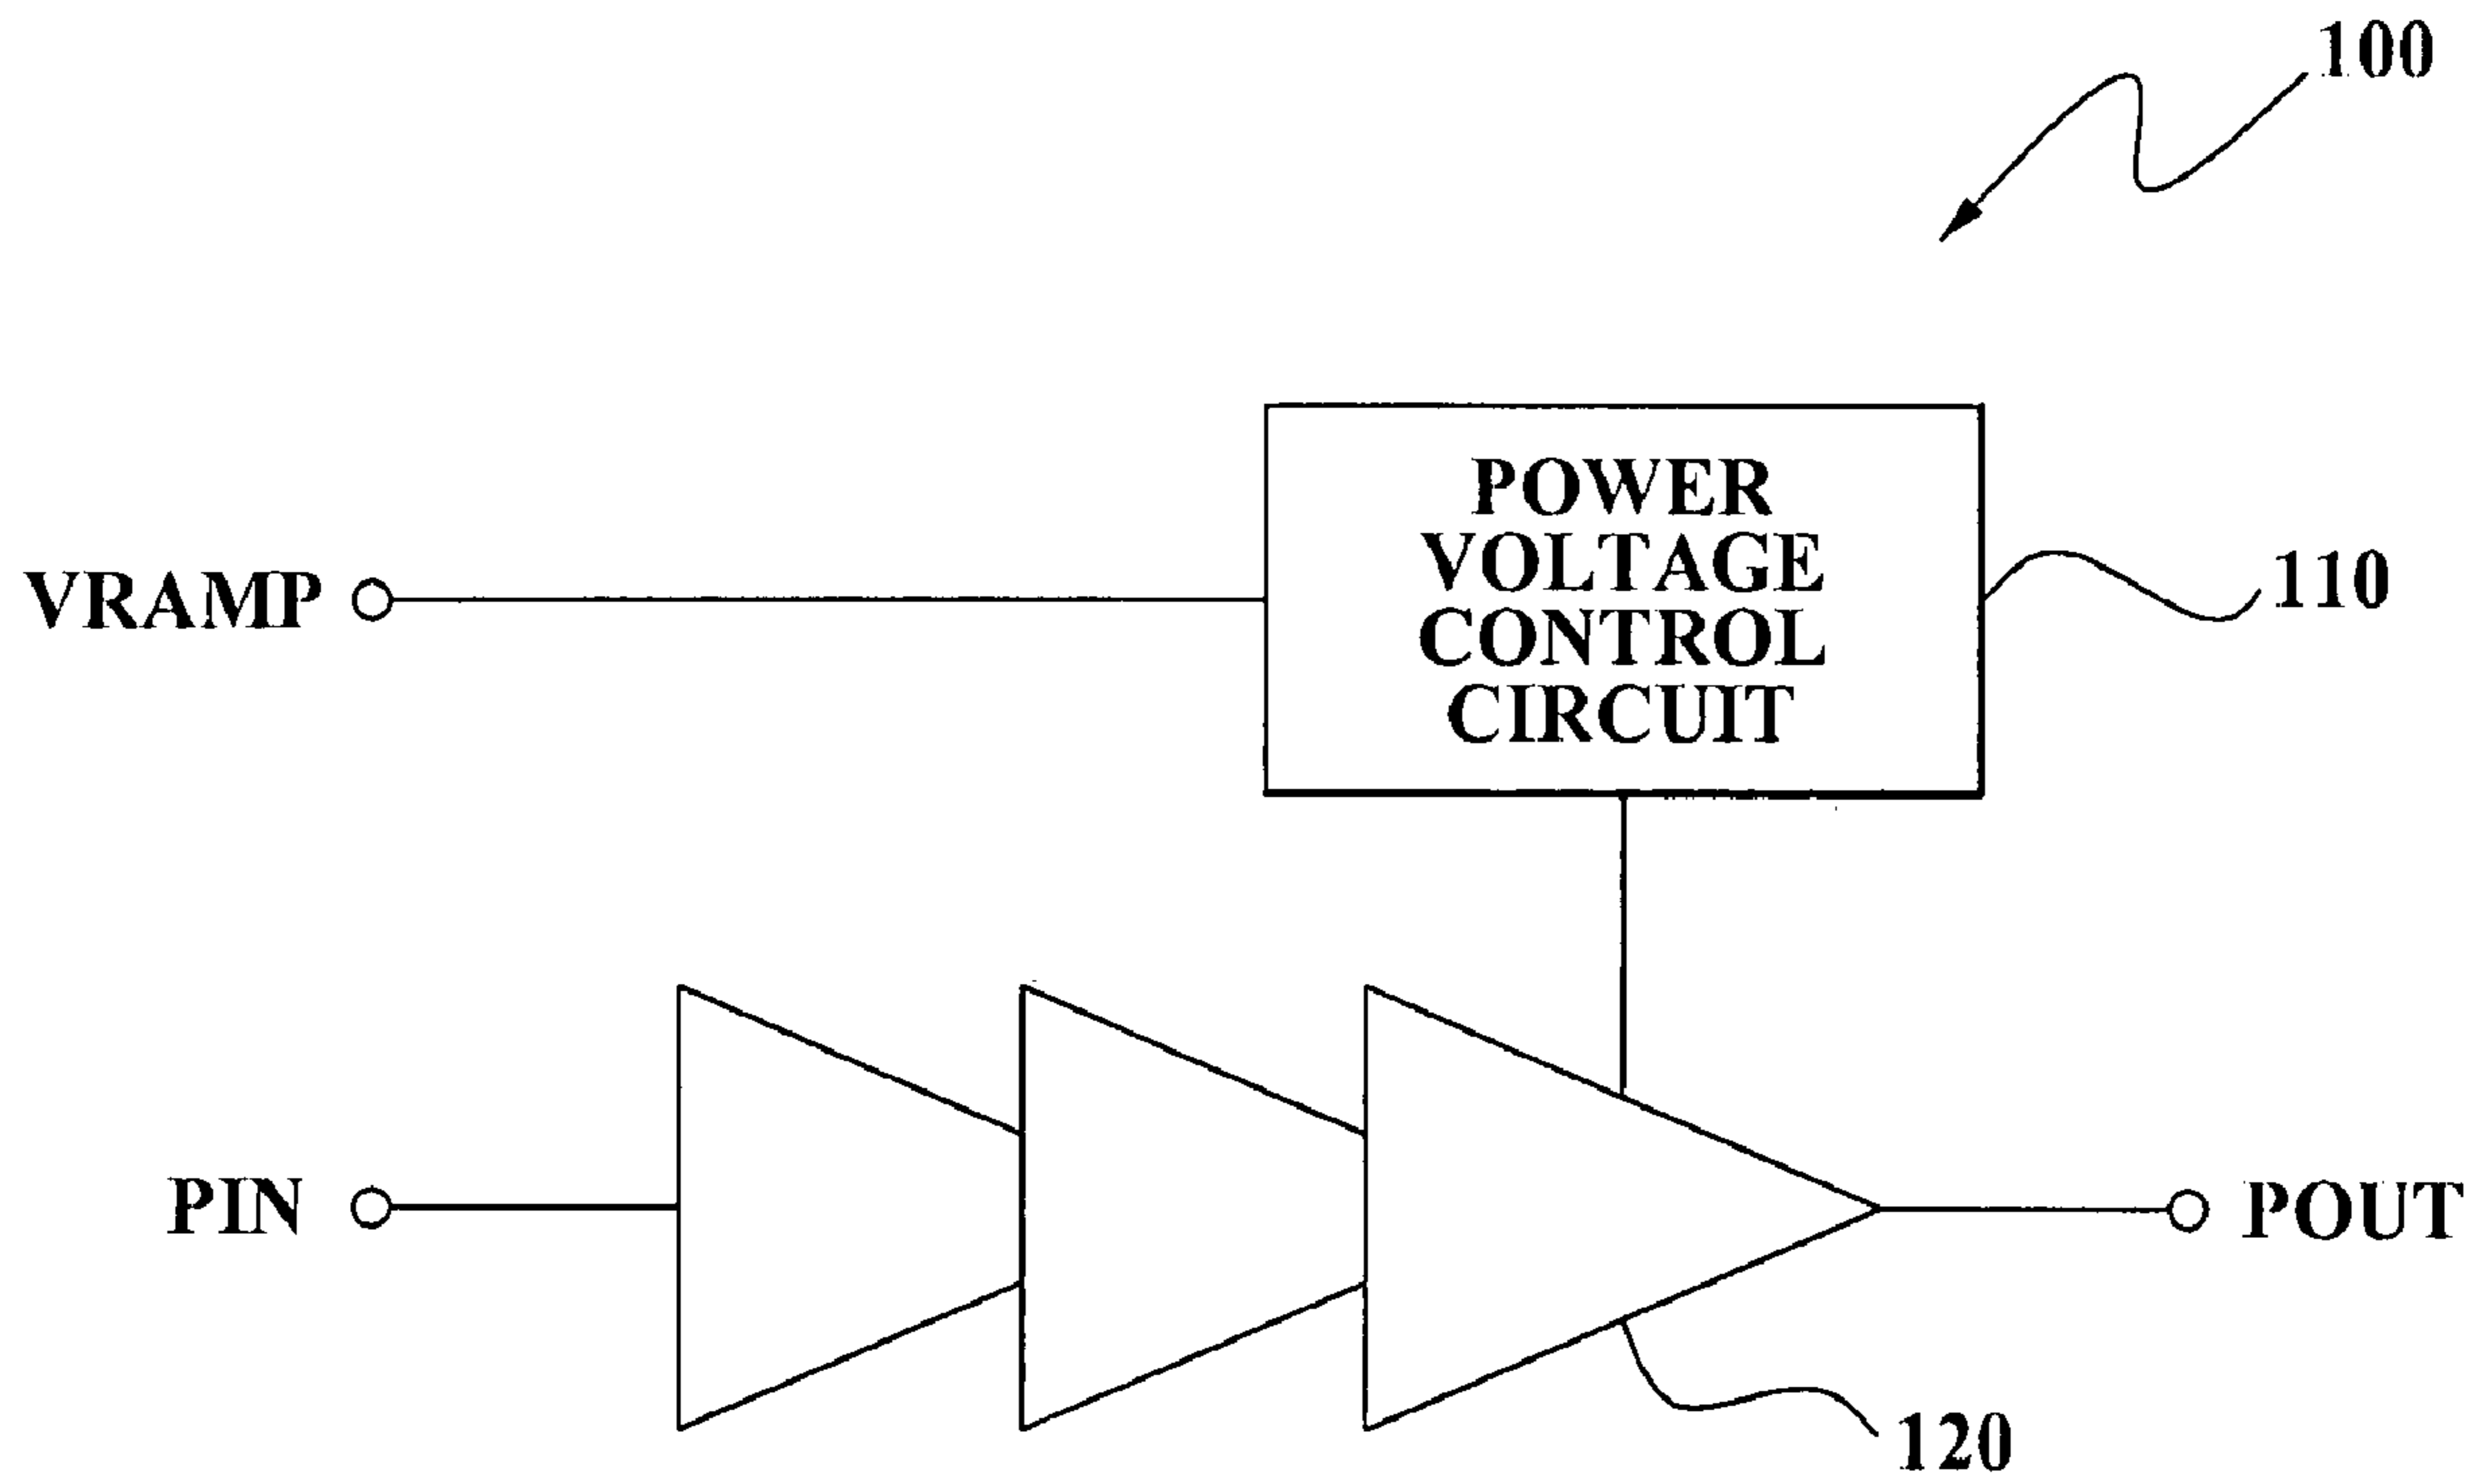 100
POWER
VOLTAGE
CONTROL
CIRCUIT
VRAMP
110
PIN
POUT
120